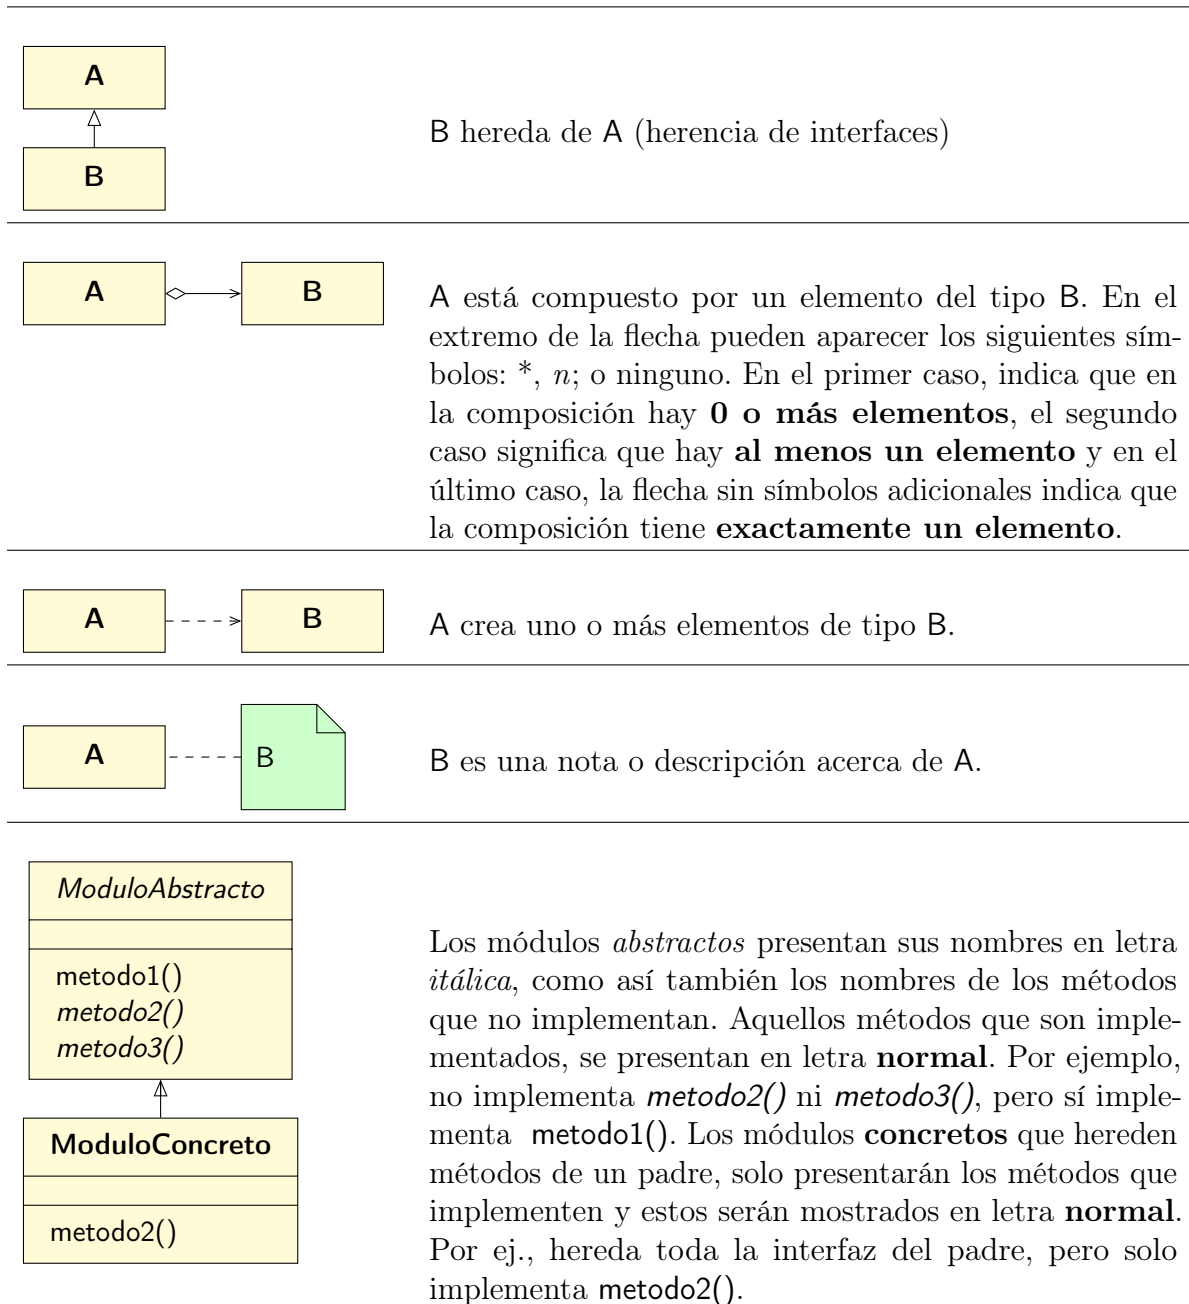 A
B
B hereda de A (herencia de interfaces)
A
B
A está compuesto por un elemento del tipo B. En el
extremo de la flecha pueden aparecer los siguientes sím-
bolos: *, n; o ninguno. En el primer caso, indica que en
la composición hay 0 o más elementos, el segundo
caso significa que hay al menos un elemento y en el
último caso, la flecha sin símbolos adicionales indica que
la composición tiene exactamente un elemento.
A
B
A crea uno o más elementos de tipo B.
A
B
B es una nota o descripción acerca de A.
ModuloAbstracto
metodo1()
metodo2()
metodo3()
ModuloConcreto
metodo2()
Los módulos abstractos presentan sus nombres en letra
itálica, como así también los nombres de los métodos
que no implementan. Aquellos métodos que son imple-
mentados, se presentan en letra normal. Por ejemplo,
no implementa metodo2() ni metodo3(), pero sí imple-
menta metodo1(). Los módulos concretos que hereden
métodos de un padre, solo presentarán los métodos que
implementen y estos serán mostrados en letra normal.
Por ej., hereda toda la interfaz del padre, pero solo
implementa metodo2().